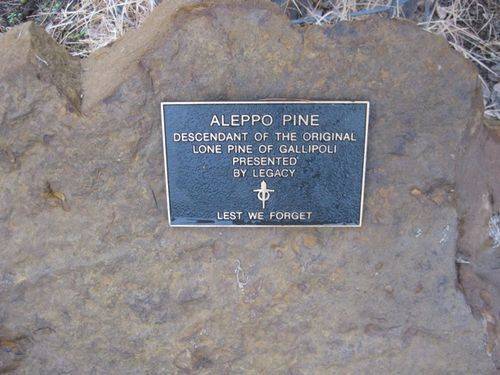 ALEPPO PINE
DESCENDANT OF THE ORIGINAL
LONE PINE OF GALLIPOLI
PRESENTED
BY LEGACY
LEST WE FORGET